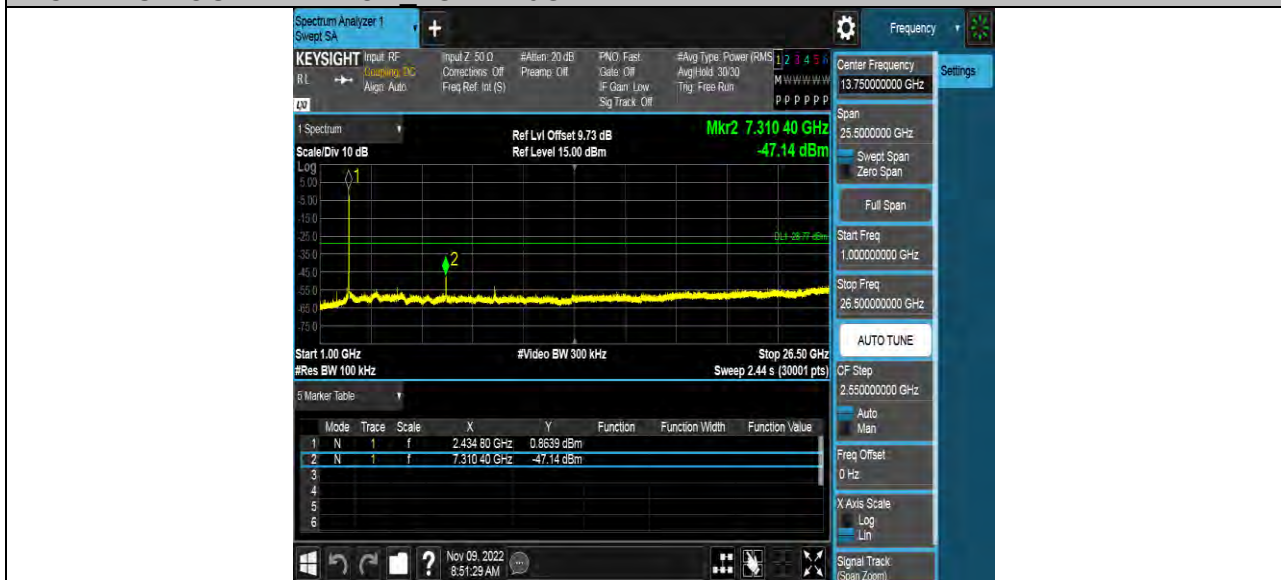 Spectrum Analyzer 1
Swept SA
+
Frequency
KEYSIGHT
RL
LXI
Input: RF
Coupling: DC
Align: Auto
Input Z: 50 Ω
Corrections: Off
Freq Ref: Int (S)
#Atten: 20 dB
Preamp: Off
PNO: Fast
Gate: Off
IF Gain: Low
Sig Track: Off
#Avg Type: Power (RMS
Avg|Hold: 30/30
Trig: Free Run
1 2 3 4 5 6
M W W W W W
P P P P P P
1 Spectrum
Scale/Div 10 dB
Ref Lvl Offset 9.73 dB
Ref Level 15.00 dBm
Mkr2 7.310 40 GHz
-47.14 dBm
Log
5.00
-5.00
-15.0
-25.0
-35.0
-45.0
-55.0
-65.0
-75.0
1
2
DL1 -28.77 dBm
Start 1.00 GHz
#Res BW 100 kHz
#Video BW 300 kHz
Stop 26.50 GHz
Sweep 2.44 s (30001 pts)
5 Marker Table
Mode Trace Scale X Y Function Function Width Function Value
1 N 1 f 2.434 80 GHz 0.8639 dBm
2 N 1 f 7.310 40 GHz -47.14 dBm
3
4
5
6
?
Nov 09, 2022
8:51:29 AM
Center Frequency
13.750000000 GHz
Settings
Span
25.5000000 GHz
Swept Span
Zero Span
Full Span
Start Freq
1.000000000 GHz
Stop Freq
26.500000000 GHz
AUTO TUNE
CF Step
2.550000000 GHz
Auto
Man
Freq Offset
0 Hz
X Axis Scale
Log
Lin
Signal Track
(Span Zoom)